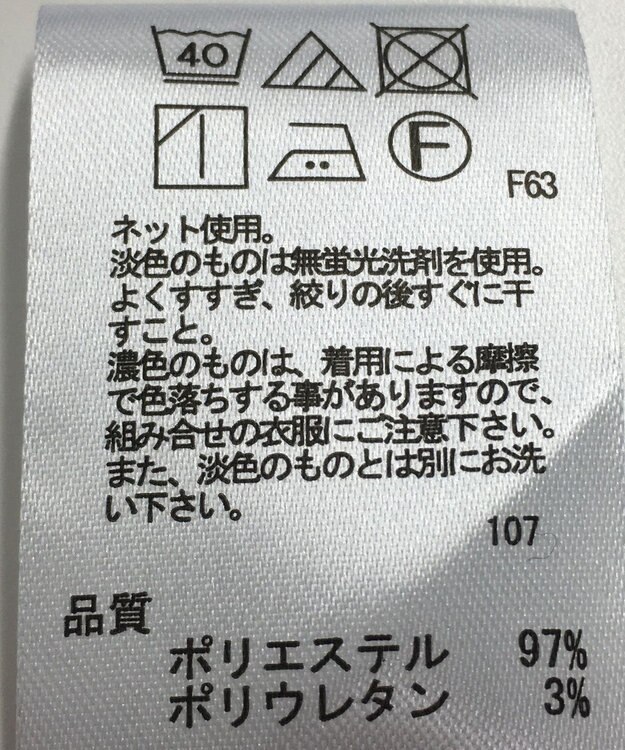 40
F
F63
ネット使用。
淡色のものは無蛍光洗剤を使用。
よくすすぎ、絞りの後すぐに干
すこと。
濃色のものは、着用による摩擦
で色落ちする事がありますので、
組み合せの衣服にご注意下さい。
また、淡色のものとは別にお洗
い下さい。
107
品質
ポリエステル 97%
ポリウレタン 3%